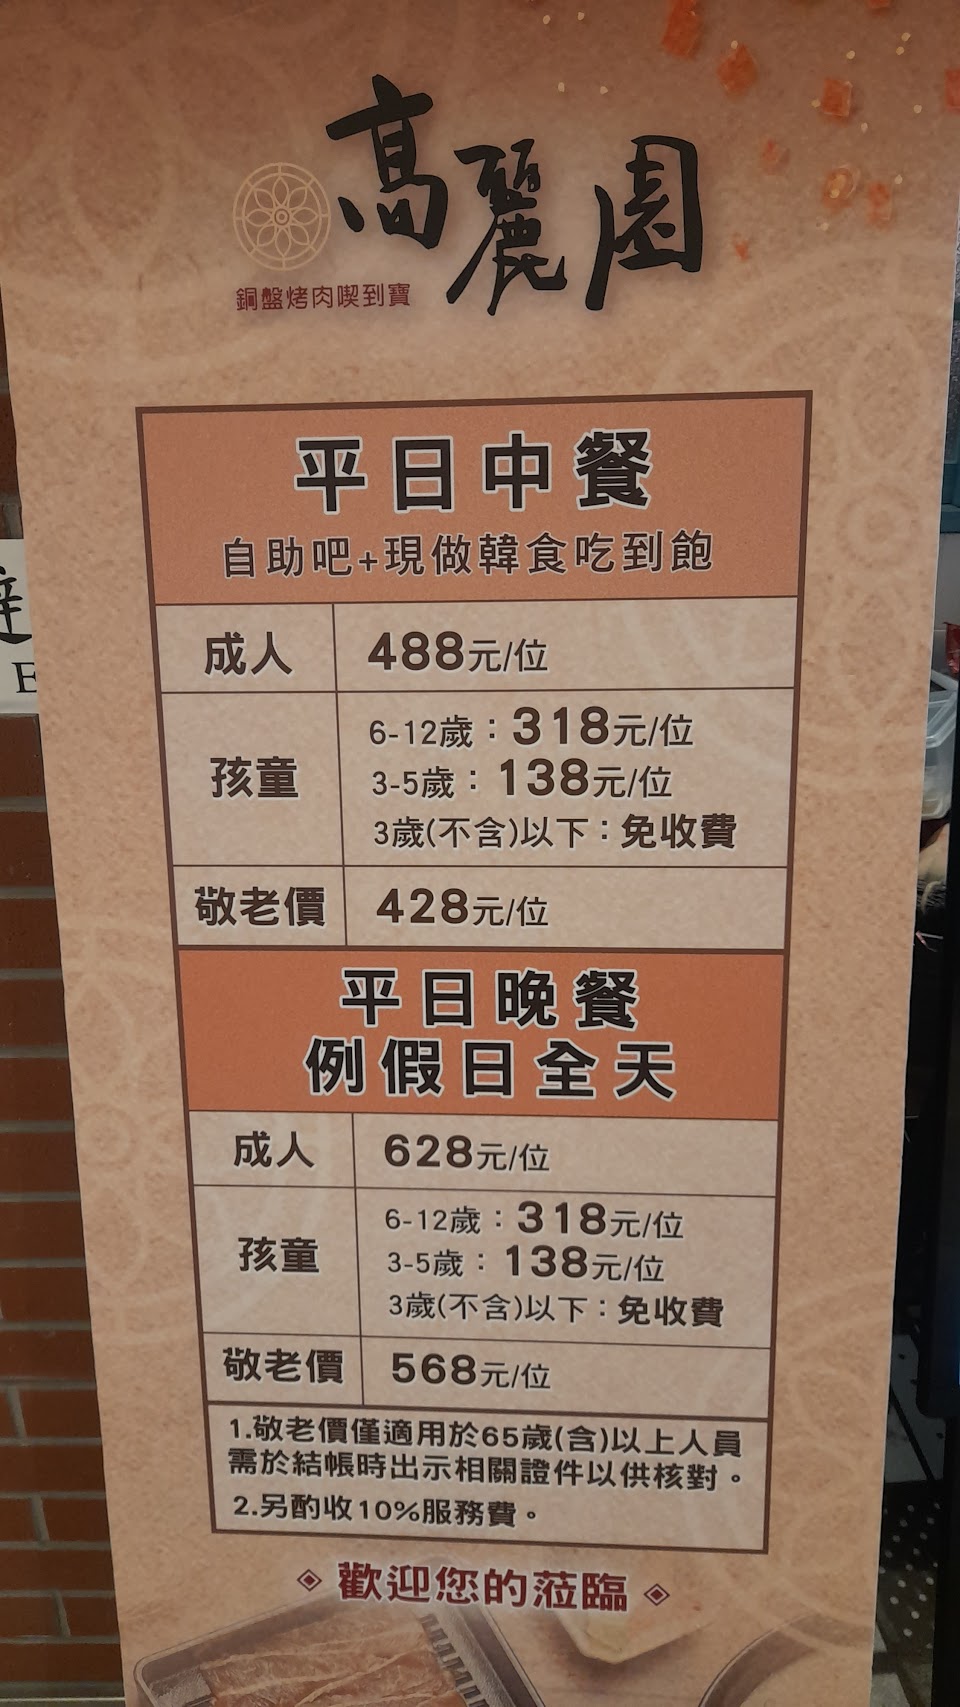 高麗園
銅盤烤肉喫到寶
平日中餐
自助吧+現做韓食吃到飽
成人 488元/位
孩童
6-12歲：318元/位
3-5歲：138元/位
3歲(不含)以下：免收費
敬老價 428元/位
平日晚餐
例假日全天
成人 628元/位
孩童
6-12歲：318元/位
3-5歲：138元/位
3歲(不含)以下：免收費
敬老價 568元/位
1.敬老價僅適用於65歲(含)以上人員
需於結帳時出示相關證件以供核對。
2.另酌收10%服務費。
歡迎您的蒞臨